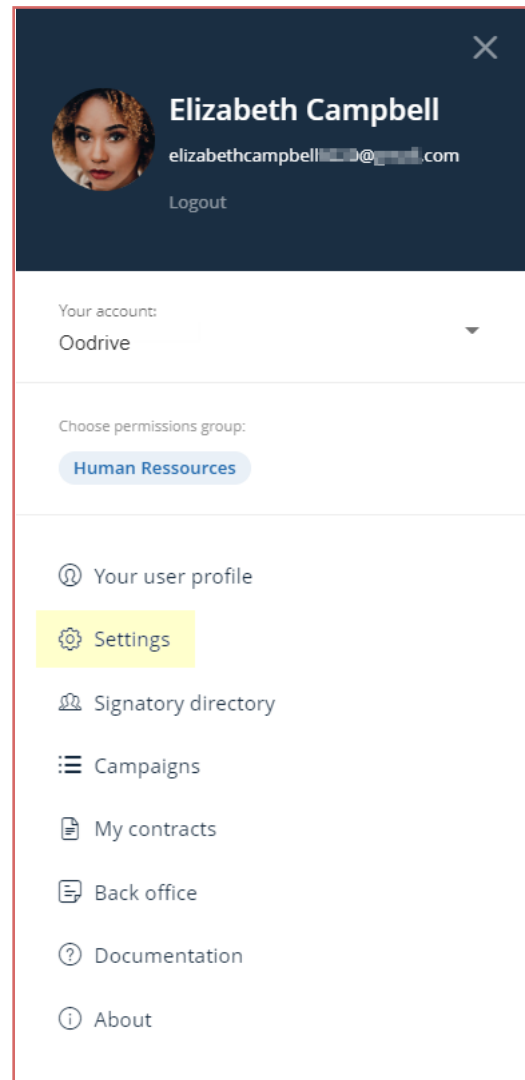 Elizabeth Campbell
elizabethcampbell @ .com
Logout
Your account:
Oodrive
Choose permissions group:
Human Ressources
Your user profile
Settings
Signatory directory
Campaigns
My contracts
Back office
Documentation
About